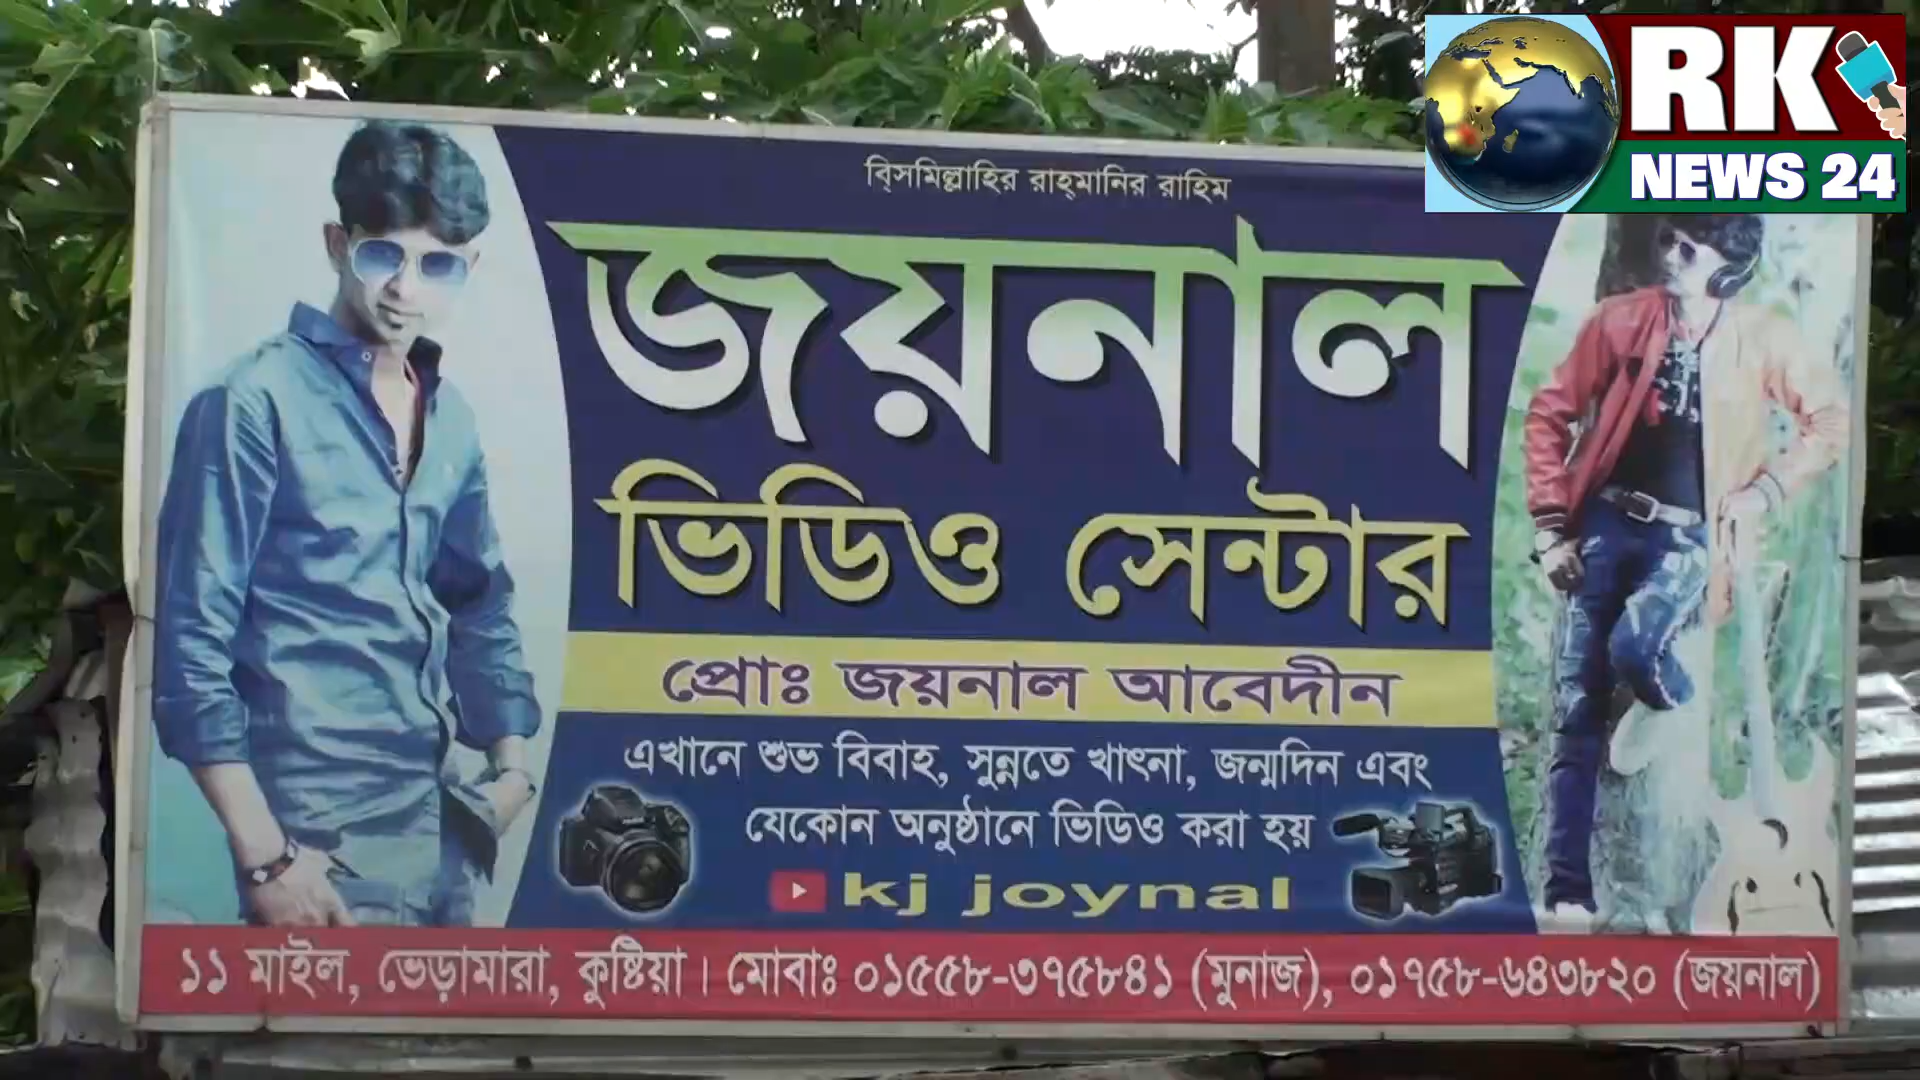 RK
NEWS 24
বি্সমিল্লাহির রাহ্মানির রাহিম
জয়নাল
ভিডিও সেন্টার
প্রোঃ জয়নাল আবেদীন
এখানে শুভ বিবাহ, সুন্নতে খাৎনা, জন্মদিন এবং
যেকোন অনুষ্ঠানে ভিডিও করা হয়
kj joynal
১১ মাইল, ভেড়ামারা, কুষ্টিয়া। মোবাঃ ০১৫৫৮-৩৭৫৮৪১ (মুনাজ), ০১৭৫৮-৬৪৩৮২০ (জয়নাল)